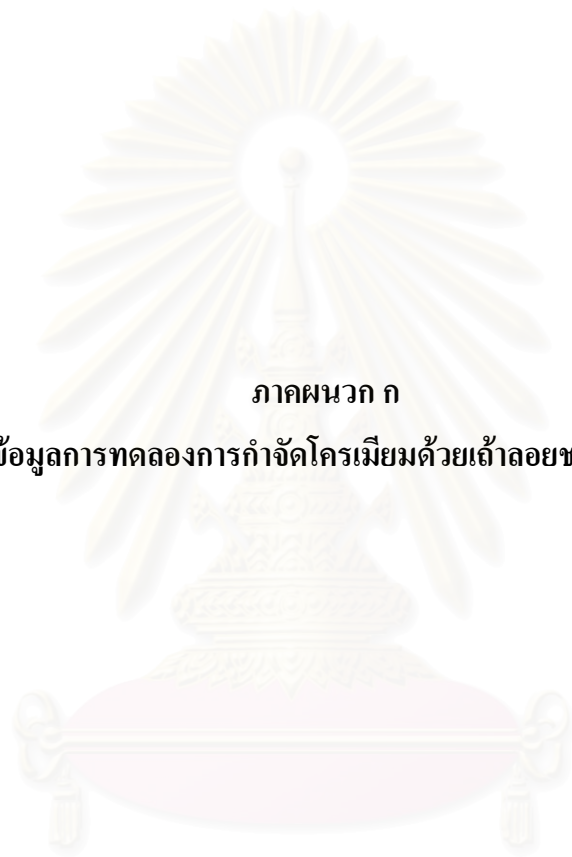 ภาคผนวก ก
ข้อมูลการทดลองการกำจัดโครเมียมด้วยเถ้าลอยช